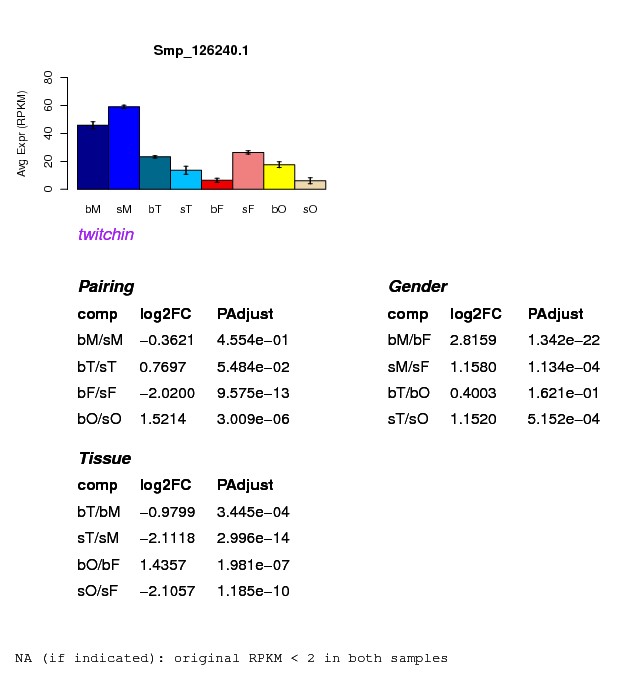 Smp_126240.1
Avg Expr (RPKM)
0 20 40 60 80
bM sM bT sT bF sF bO sO
twitchin
Pairing
comp log2FC PAdjust
bM/sM −0.3621 4.554e−01
bT/sT 0.7697 5.484e−02
bF/sF −2.0200 9.575e−13
bO/sO 1.5214 3.009e−06
Gender
comp log2FC PAdjust
bM/bF 2.8159 1.342e−22
sM/sF 1.1580 1.134e−04
bT/bO 0.4003 1.621e−01
sT/sO 1.1520 5.152e−04
Tissue
comp log2FC PAdjust
bT/bM −0.9799 3.445e−04
sT/sM −2.1118 2.996e−14
bO/bF 1.4357 1.981e−07
sO/sF −2.1057 1.185e−10
NA (if indicated): original RPKM < 2 in both samples